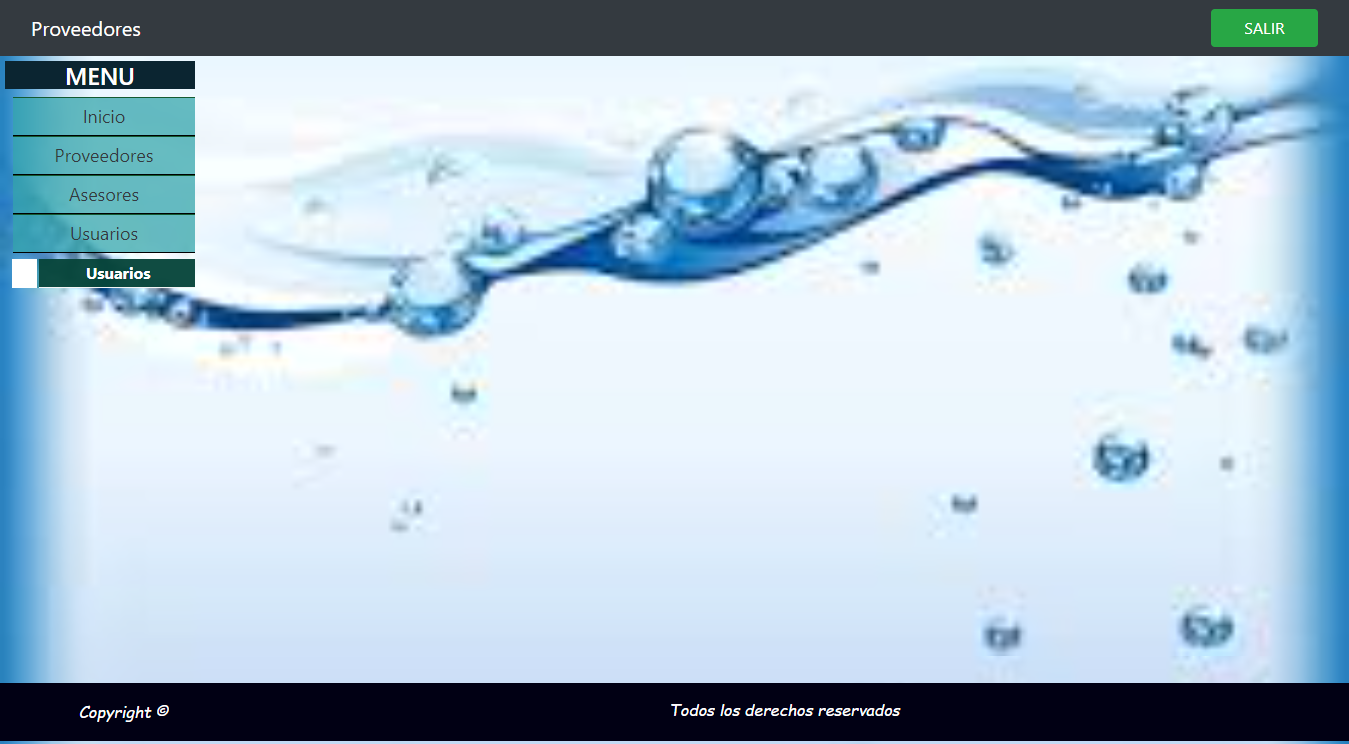 Proveedores
SALIR
MENU
Inicio
Proveedores
Asesores
Usuarios
Usuarios
Copyright ©
Todos los derechos reservados